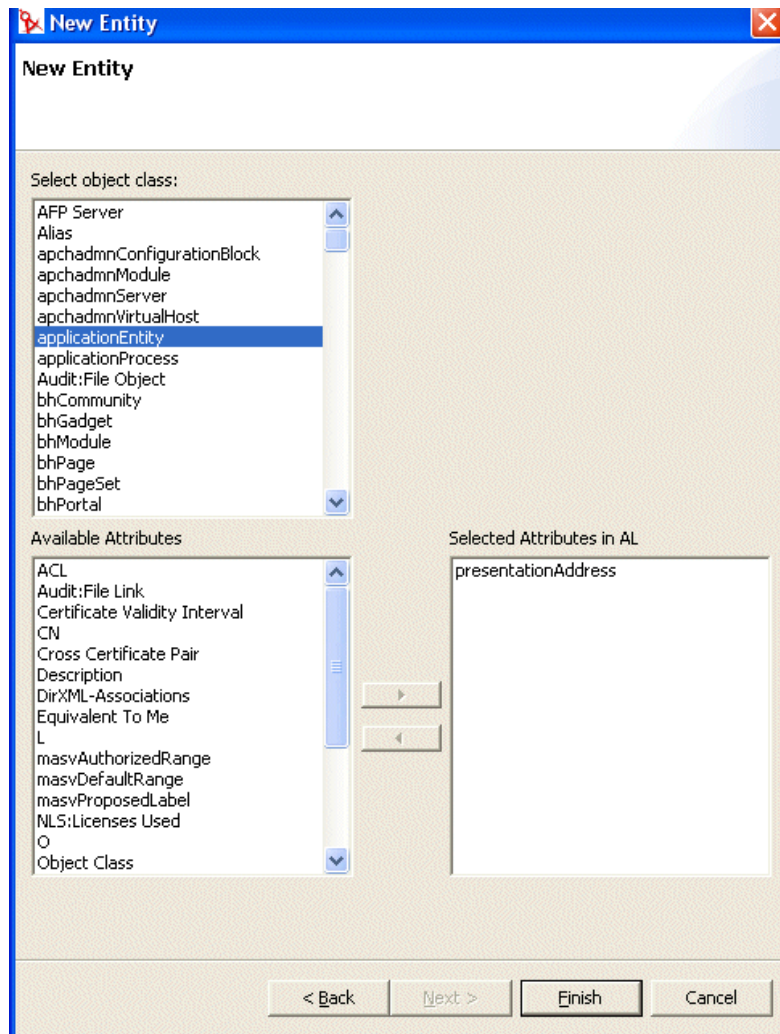 New Entity
New Entity
Select object class:
AFP Server
Alias
apchadmnConfigurationBlock
apchadmnModule
apchadmnServer
apchadmnVirtualHost
applicationEntity
applicationProcess
Audit:File Object
bhCommunity
bhGadget
bhModule
bhPage
bhPageSet
bhPortal
Available Attributes
ACL
Audit:File Link
Certificate Validity Interval
CN
Cross Certificate Pair
Description
DirXML-Associations
Equivalent To Me
L
masvAuthorizedRange
masvDefaultRange
masvProposedLabel
NLS:Licenses Used
O
Object Class
Selected Attributes in AL
presentationAddress
< Back
Next >
Finish
Cancel